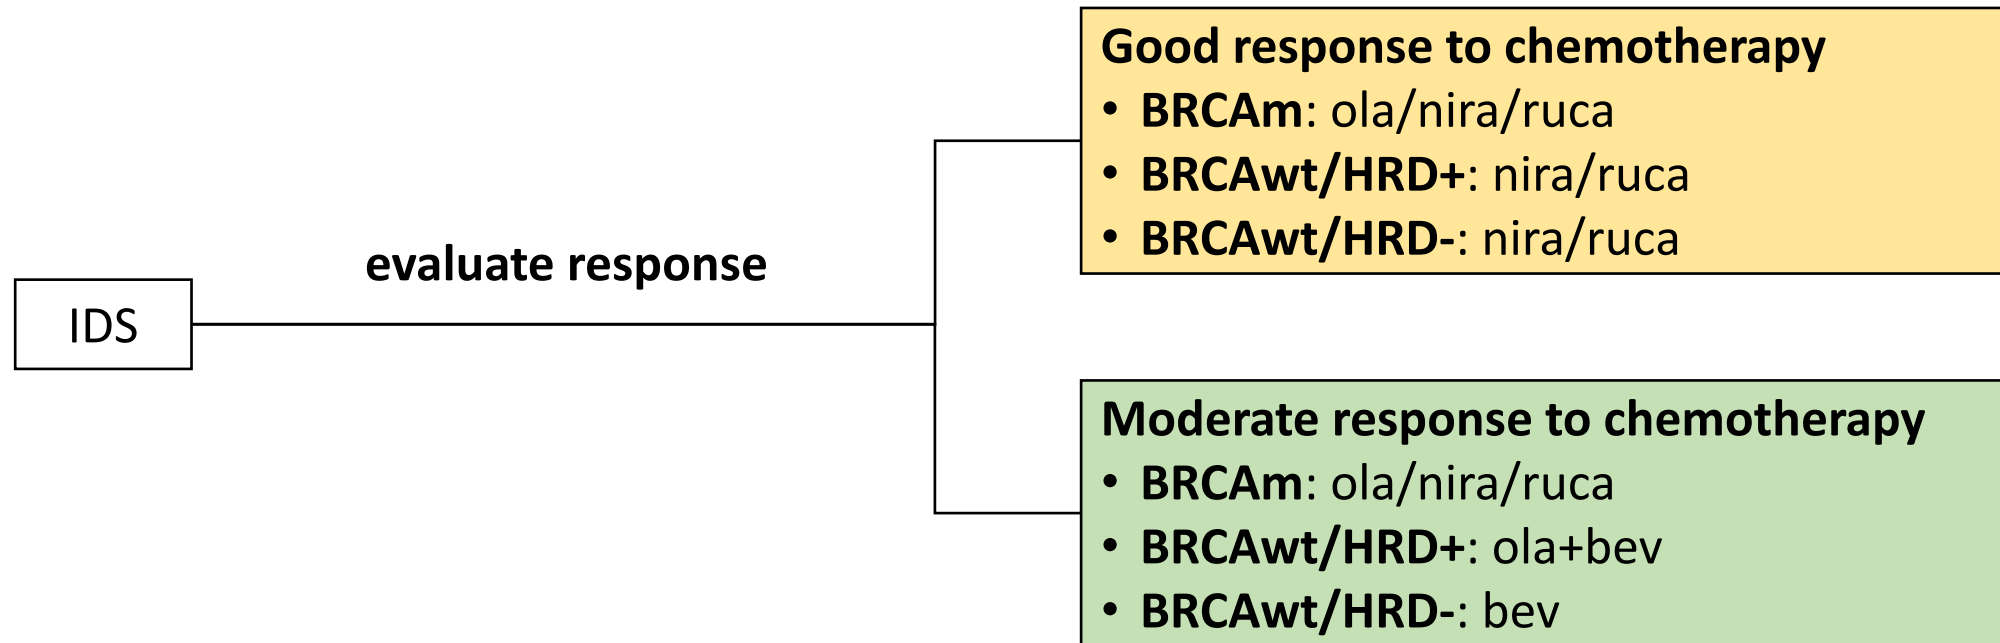 IDS
evaluate response
Good response to chemotherapy
• BRCAm: ola/nira/ruca
• BRCAwt/HRD+: nira/ruca
• BRCAwt/HRD-: nira/ruca
Moderate response to chemotherapy
• BRCAm: ola/nira/ruca
• BRCAwt/HRD+: ola+bev
• BRCAwt/HRD-: bev